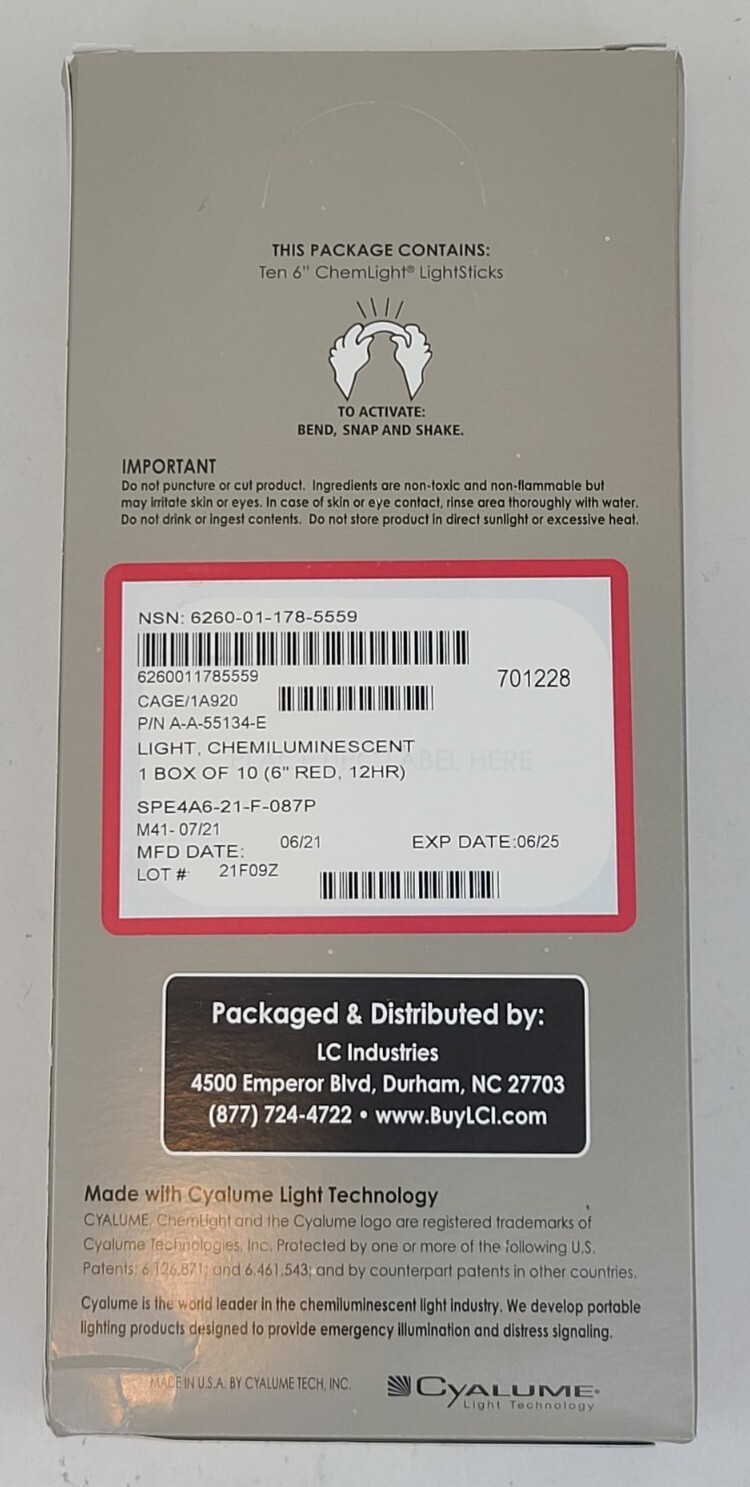 THIS PACKAGE CONTAINS:
Ten 6" ChemLight® LightSticks
TO ACTIVATE:
BEND, SNAP AND SHAKE.
IMPORTANT
Do not puncture or cut product. Ingredients are non-toxic and non-flammable but
may irritate skin or eyes. In case of skin or eye contact, rinse area thoroughly with water.
Do not drink or ingest contents. Do not store product in direct sunlight or excessive heat.
NSN: 6260-01-178-5559
6260011785559
701228
CAGE/1A920
P/N A-A-55134-E
LIGHT, CHEMILUMINESCENT
LABEL HERE
1 BOX OF 10 (6" RED, 12HR)
SPE4A6-21-F-087P
M41- 07/21
MFD DATE: 06/21 EXP DATE:06/25
LOT # 21F09Z
Packaged & Distributed by:
LC Industries
4500 Emperor Blvd, Durham, NC 27703
(877) 724-4722 • www.BuyLCI.com
Made with Cyalume Light Technology
CYALUME, ChemLight and the Cyalume logo are registered trademarks of
Cyalume Technologies, Inc. Protected by one or more of the following U.S.
Patents: 6,126,871; and 6,461,543; and by counterpart patents in other countries.
Cyalume is the world leader in the chemiluminescent light industry. We develop portable
lighting products designed to provide emergency illumination and distress signaling.
MADE IN U.S.A. BY CYALUME TECH, INC.
CYALUME
Light Technology